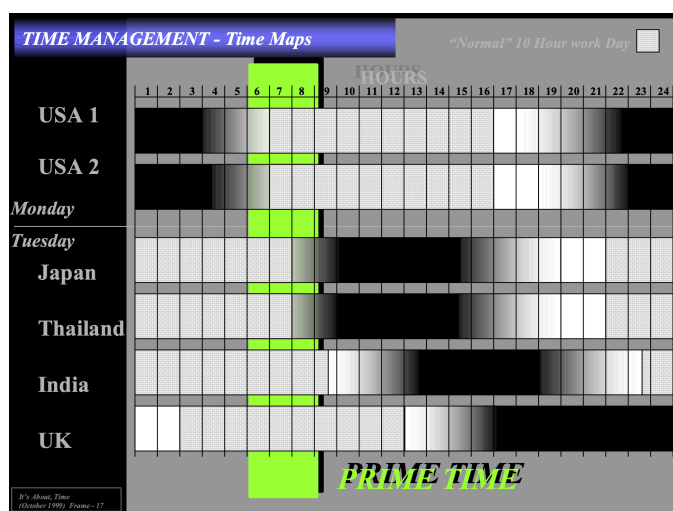 TIME MANAGEMENT - Time Maps
“Normal” 10 Hour work Day
HOURS
1 2 3 4 5 6 7 8 9 10 11 12 13 14 15 16 17 18 19 20 21 22 23 24
USA 1
USA 2
Monday
Tuesday
Japan
Thailand
India
UK
PRIME TIME
It's About, Time
(October 1999) Frame - 17